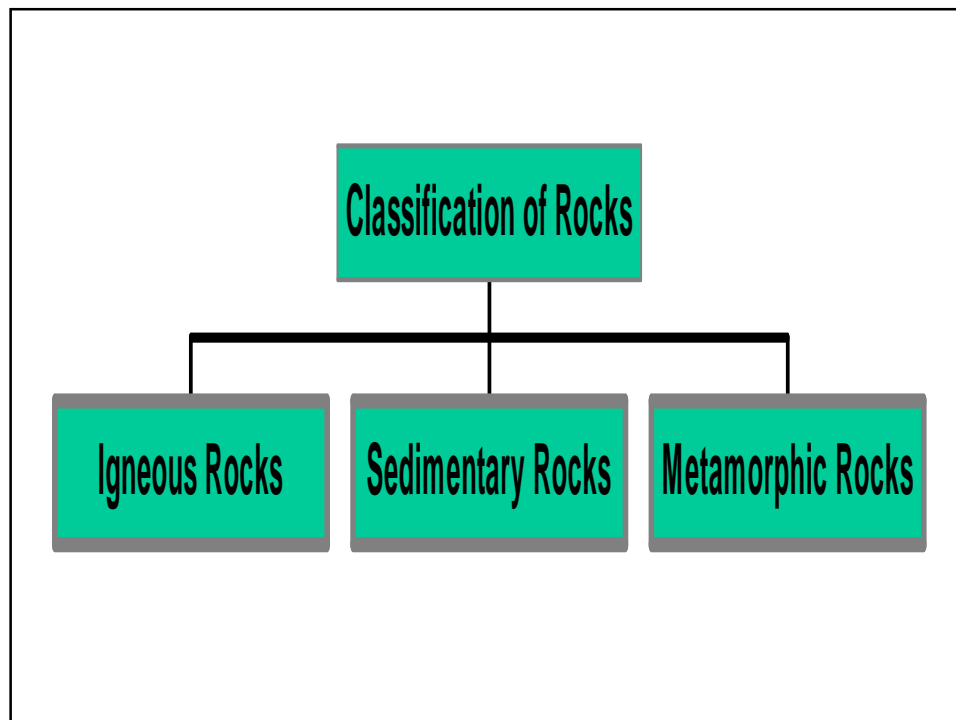 Classification of Rocks
Igneous Rocks
Sedimentary Rocks
Metamorphic Rocks